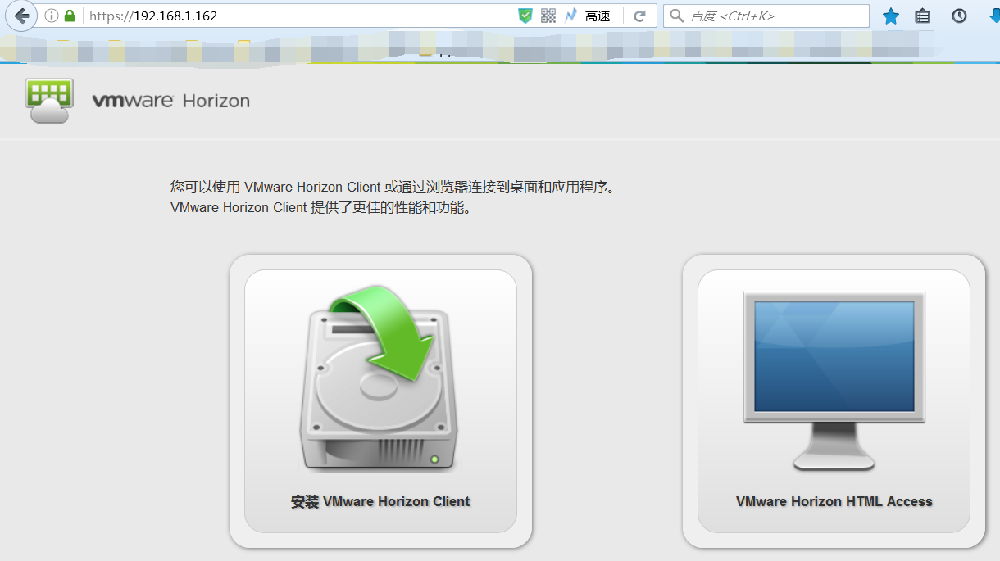 https://192.168.1.162
高速
百度 <Ctrl+K>
vmware Horizon
您可以使用 VMware Horizon Client 或通过浏览器连接到桌面和应用程序。
VMware Horizon Client 提供了更佳的性能和功能。
安装 VMware Horizon Client
VMware Horizon HTML Access